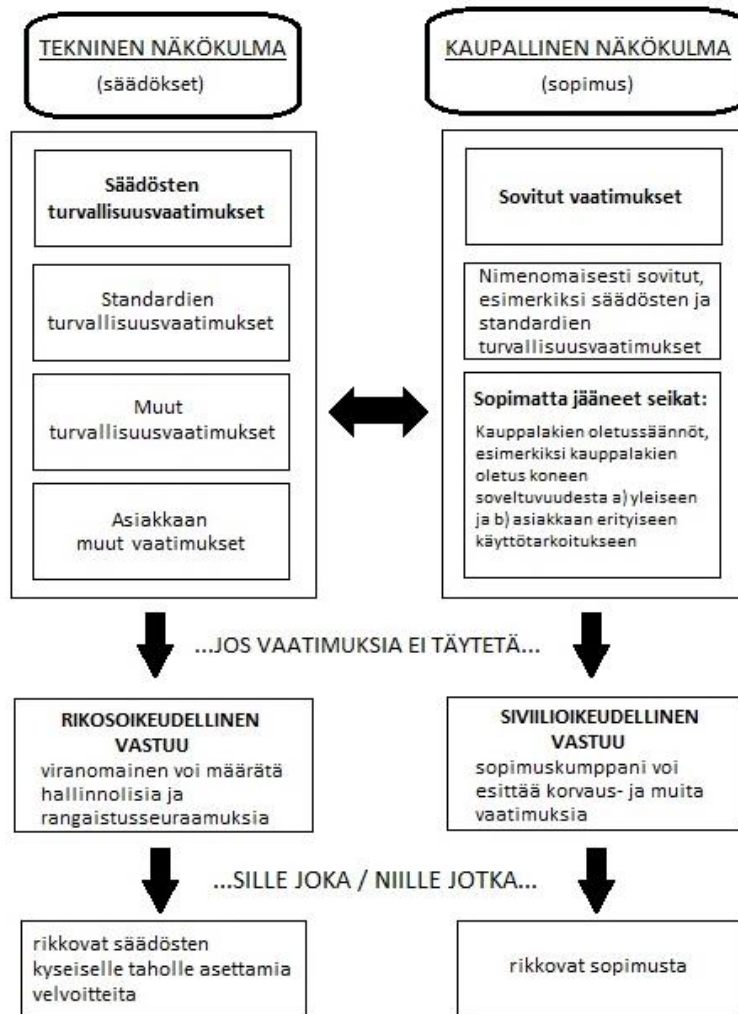 TEKNINEN NÄKÖKULMA
(säädökset)
KAUPALLINEN NÄKÖKULMA
(sopimus)
Säädösten
turvallisuusvaatimukset
Standardien
turvallisuusvaatimukset
Muut
turvallisuusvaatimukset
Asiakkaan
muut vaatimukset
Sovitut vaatimukset
Nimenomaisesti sovitut,
esimerkiksi säädösten ja
standardien
turvallisuusvaatimukset
Sopimatta jääneet seikat:
Kauppalakien oletussäännöt,
esimerkiksi kauppalakien
oletus koneen
soveltuvuudesta a) yleiseen
ja b) asiakkaan erityiseen
käyttötarkoitukseen
...JOS VAATIMUKSIA EI TÄYTETÄ...
RIKOSOIKEUDELLINEN
VASTUU
viranomainen voi määrätä
hallinnolisia ja
rangaistusseuraamuksia
SIVIILIOIKEUDELLINEN
VASTUU
sopimuskumppani voi
esittää korvaus- ja muita
vaatimuksia
...SILLE JOKA / NIILLE JOTKA...
rikkovat säädösten
kyseiselle taholle asettamia
velvoitteita
rikkovat sopimusta